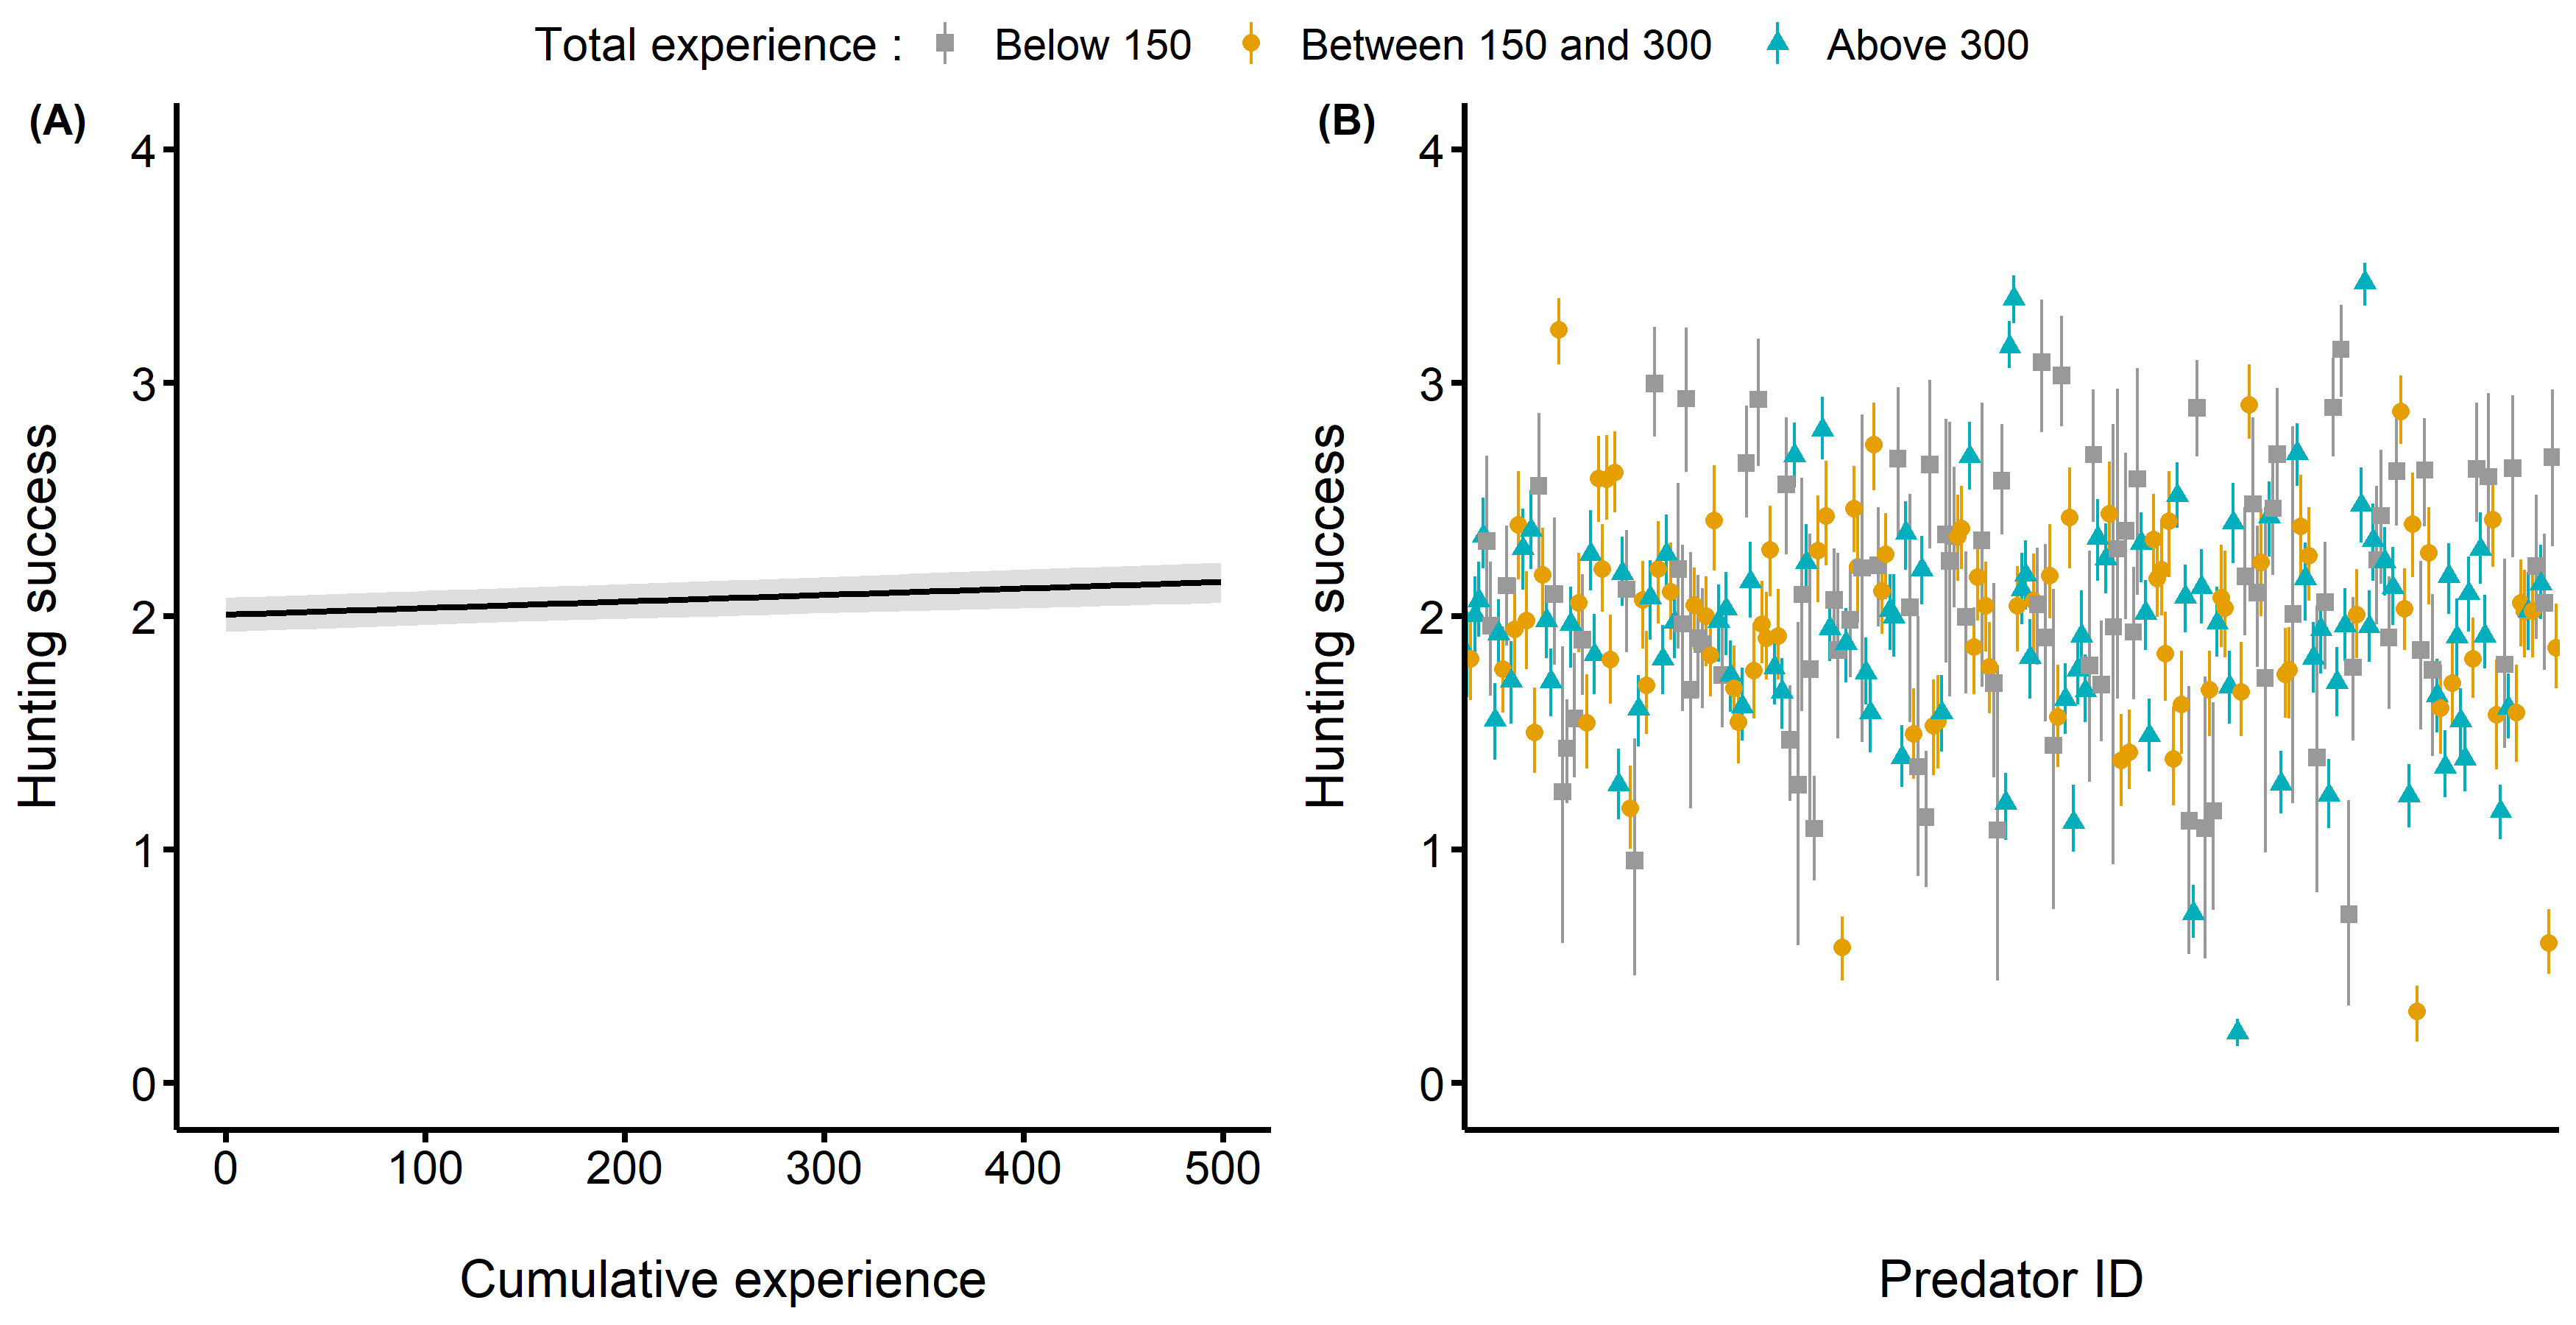 Total experience : Below 150 Between 150 and 300 Above 300
(A)
Hunting success
4
3
2
1
0
0 100 200 300 400 500
Cumulative experience
(B)
Hunting success
4
3
2
1
0
Predator ID